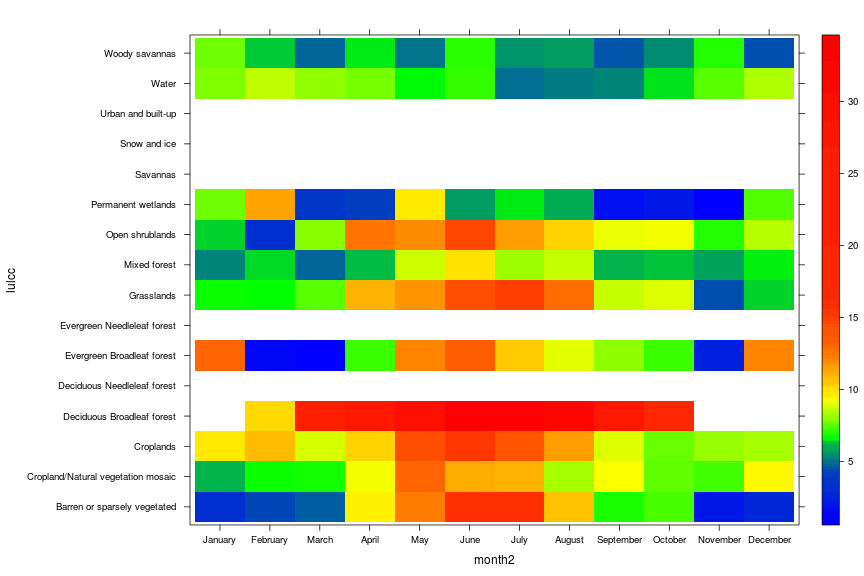 Woody savannas
Water
Urban and built-up
Snow and ice
Savannas
Permanent wetlands
Open shrublands
Mixed forest
Grasslands
Evergreen Needleleaf forest
Evergreen Broadleaf forest
Deciduous Needleleaf forest
Deciduous Broadleaf forest
Croplands
Cropland/Natural vegetation mosaic
Barren or sparsely vegetated
lulcc
January February March April May June July August September October November December
month2
30
25
20
15
10
5